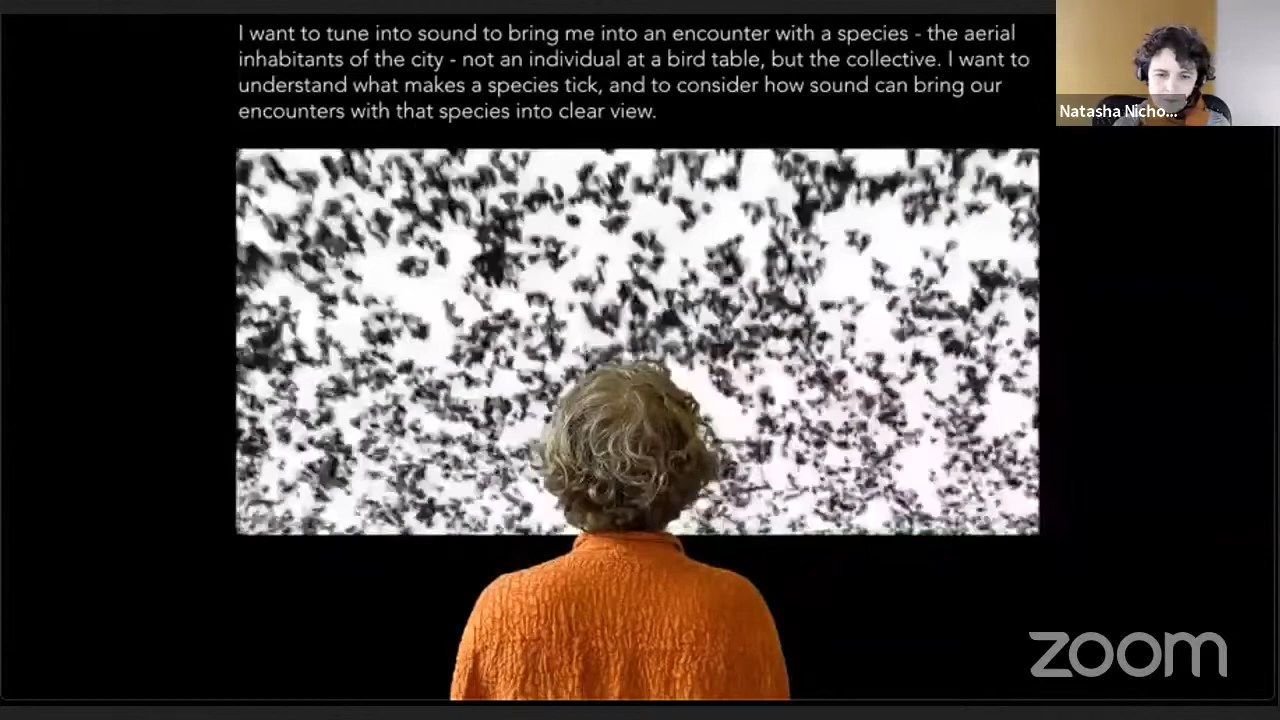 I want to tune into sound to bring me into an encounter with a species - the aerial
inhabitants of the city - not an individual at a bird table, but the collective. I want to
understand what makes a species tick, and to consider how sound can bring our
encounters with that species into clear view.
Natasha Nicho...
zoom